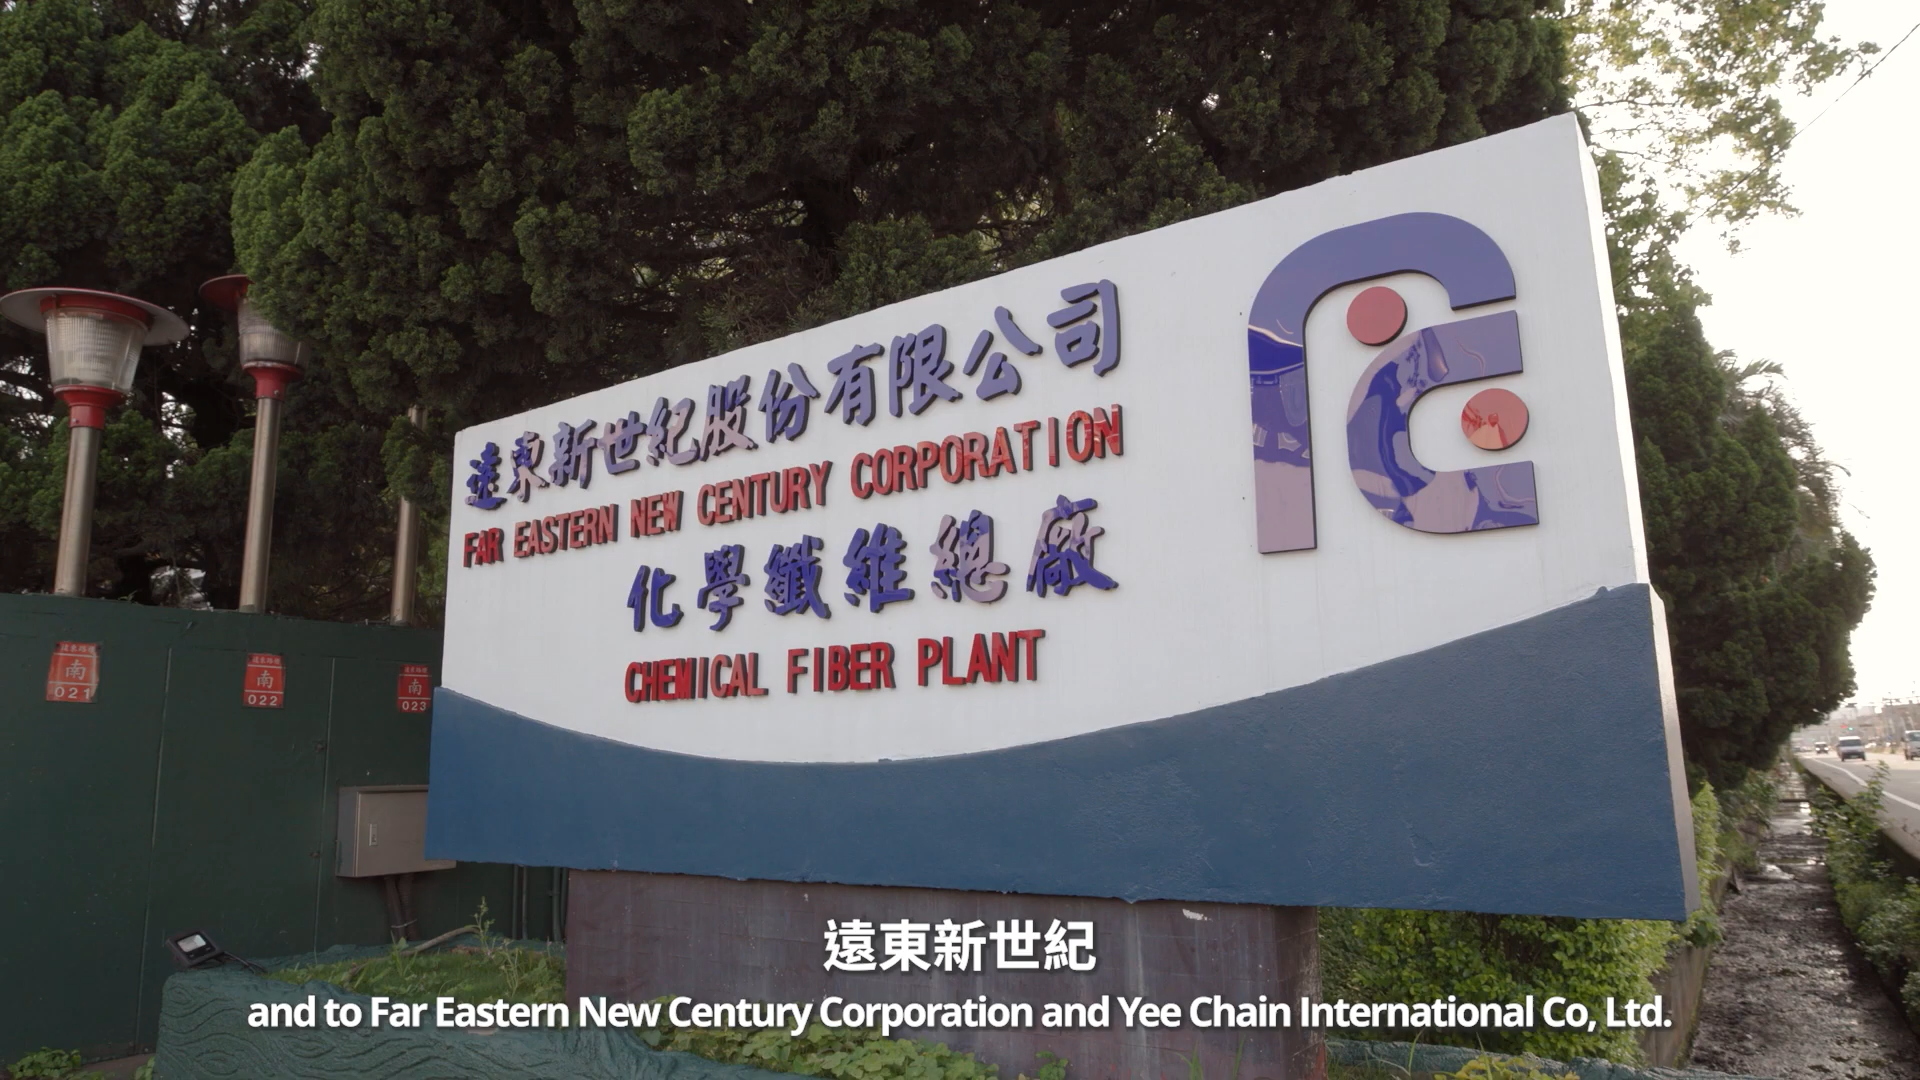 遠東新世紀股份有限公司
FAR EASTERN NEW CENTURY CORPORATION
化學纖維總廠
CHEMICAL FIBER PLANT
南
021
南
022
南
023
遠東新世紀
and to Far Eastern New Century Corporation and Yee Chain International Co, Ltd.